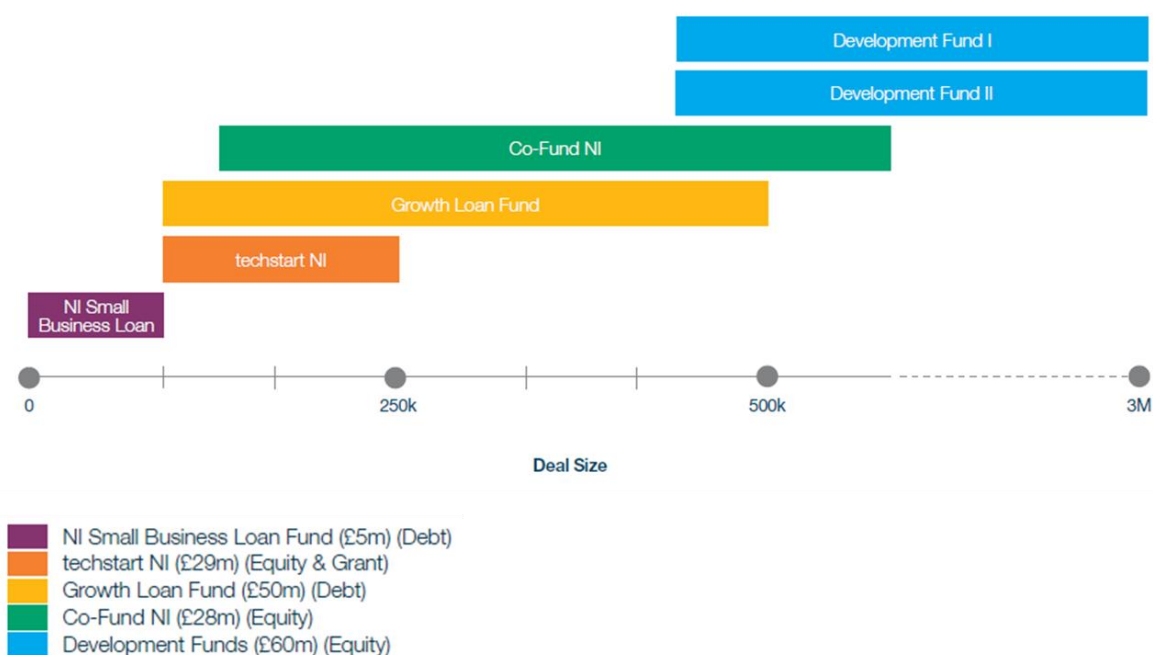 Development Fund I
Development Fund II
Co-Fund NI
Growth Loan Fund
techstart NI
NI Small
Business Loan
0
250k
500k
3M
Deal Size
NI Small Business Loan Fund (£5m) (Debt)
techstart NI (£29m) (Equity & Grant)
Growth Loan Fund (£50m) (Debt)
Co-Fund NI (£28m) (Equity)
Development Funds (£60m) (Equity)